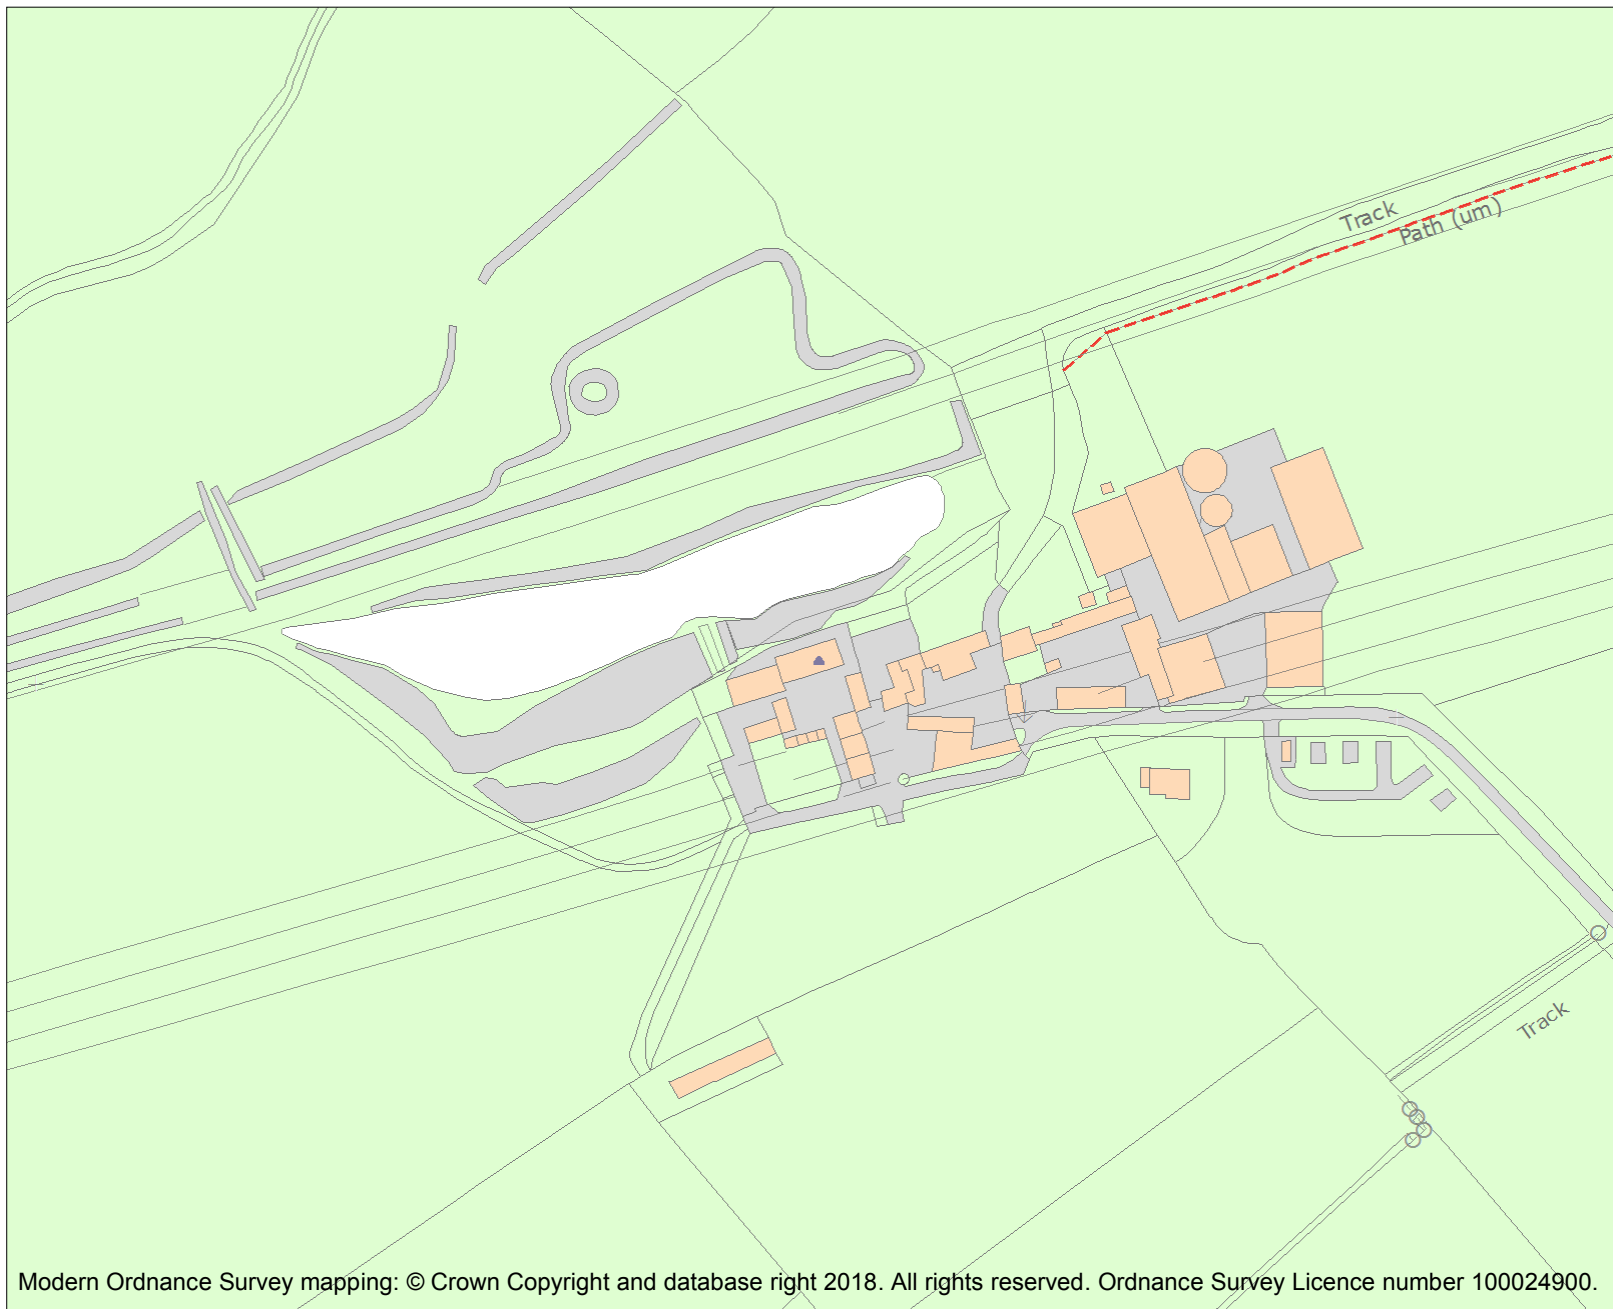 Track
Path (um)
Track
Modern Ordnance Survey mapping: © Crown Copyright and database right 2018. All rights reserved. Ordnance Survey Licence number 100024900.